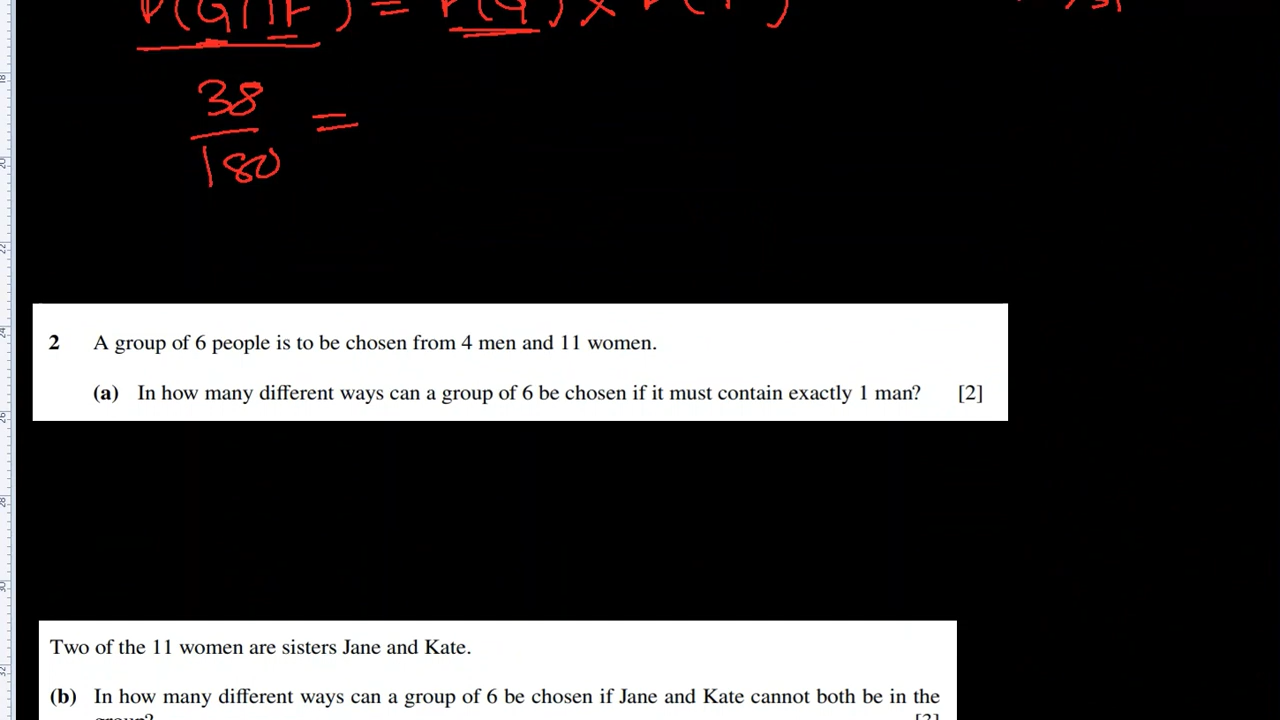 P(G∩F) = P(G) × P(F)
38
180 =
2 A group of 6 people is to be chosen from 4 men and 11 women.
(a) In how many different ways can a group of 6 be chosen if it must contain exactly 1 man? [2]
Two of the 11 women are sisters Jane and Kate.
(b) In how many different ways can a group of 6 be chosen if Jane and Kate cannot both be in the
group?